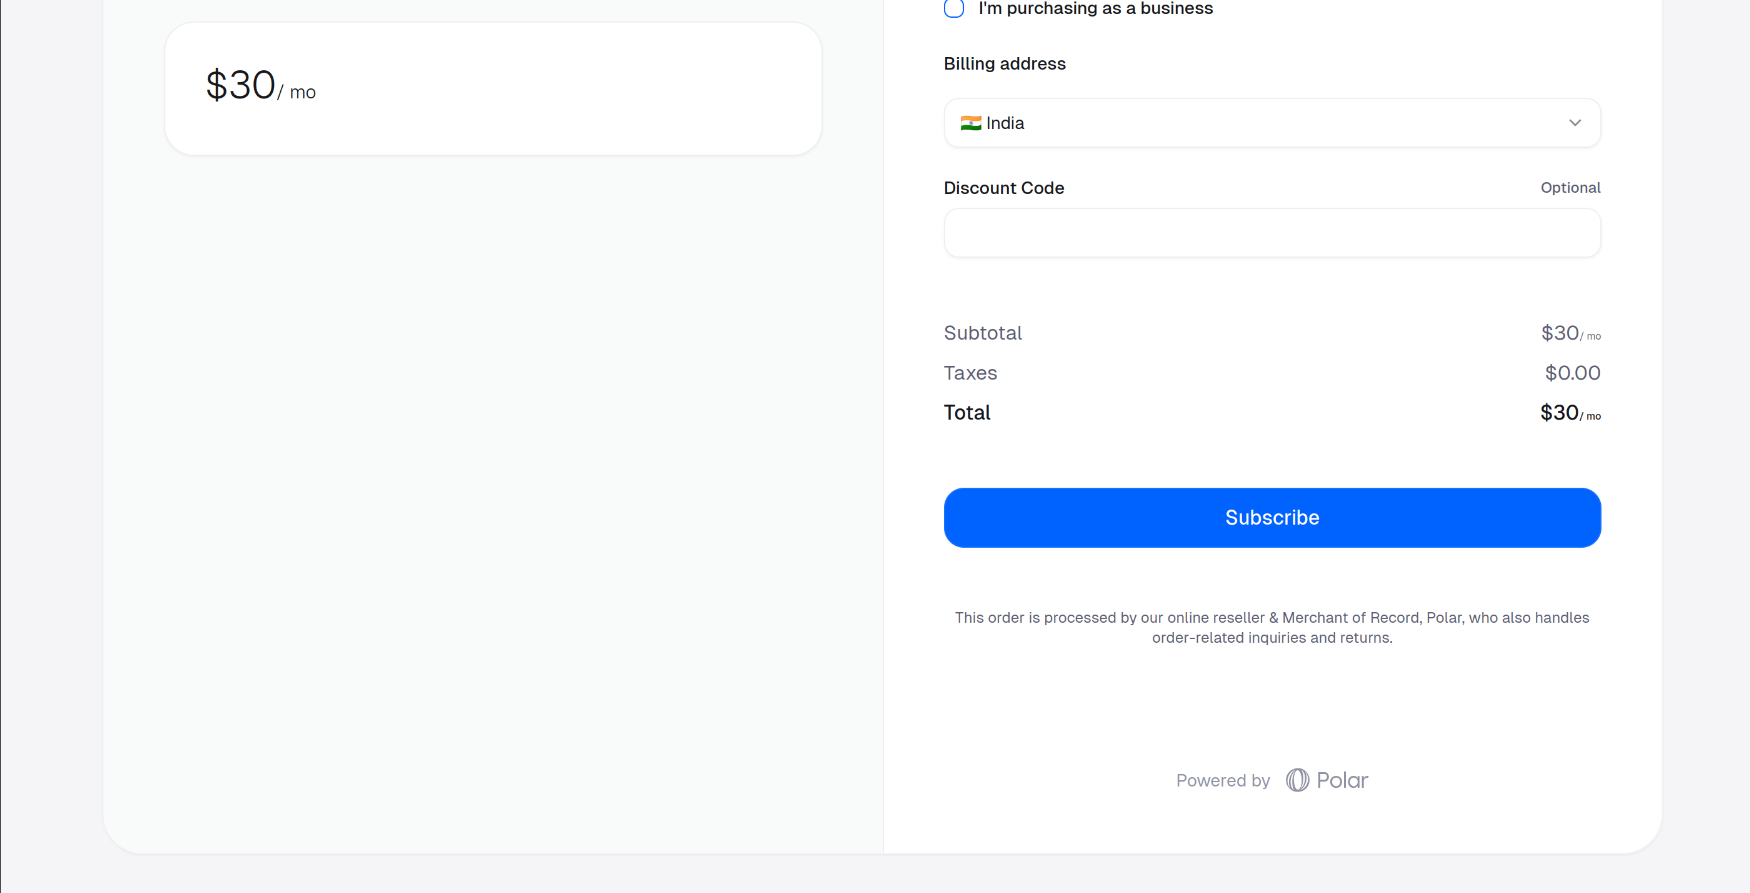 $30/ mo
I'm purchasing as a business
Billing address
India
Discount Code Optional
Subtotal $30/ mo
Taxes $0.00
Total $30/ mo
Subscribe
This order is processed by our online reseller & Merchant of Record, Polar, who also handles
order-related inquiries and returns.
Powered by Polar